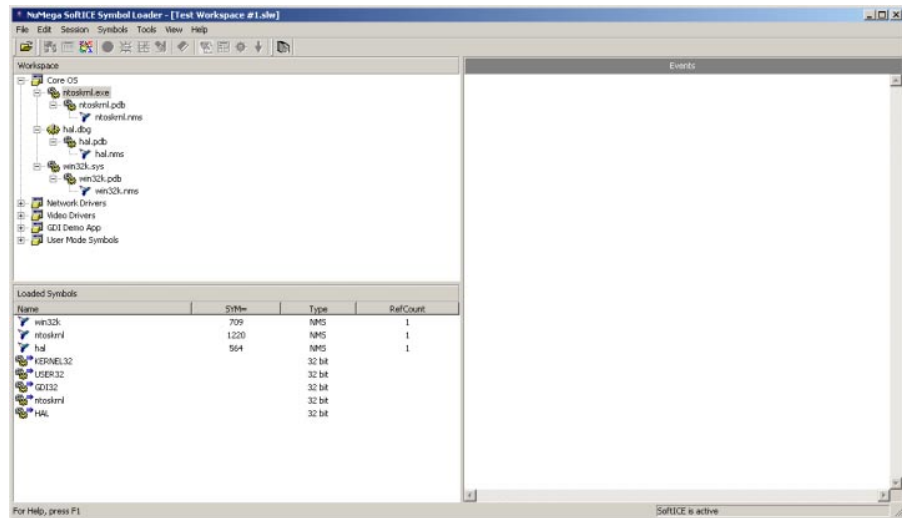 NuMega SoftICE Symbol Loader - [Test Workspace #1.slw]
File Edit Session Symbols Tools View Help
Workspace
Core OS
ntoskrnl.exe
ntoskrnl.pdb
ntoskrnl.nms
hal.dbg
hal.pdb
hal.nms
win32k.sys
win32k.pdb
win32k.nms
Network Drivers
Video Drivers
GDI Demo App
User Mode Symbols
Events
Loaded Symbols
Name SYM= Type RefCount
win32k 709 NMS 1
ntoskrnl 1220 NMS 1
hal 564 NMS 1
KERNEL32 32 bit
USER32 32 bit
GDI32 32 bit
ntoskrnl 32 bit
HAL 32 bit
For Help, press F1
SoftICE is active